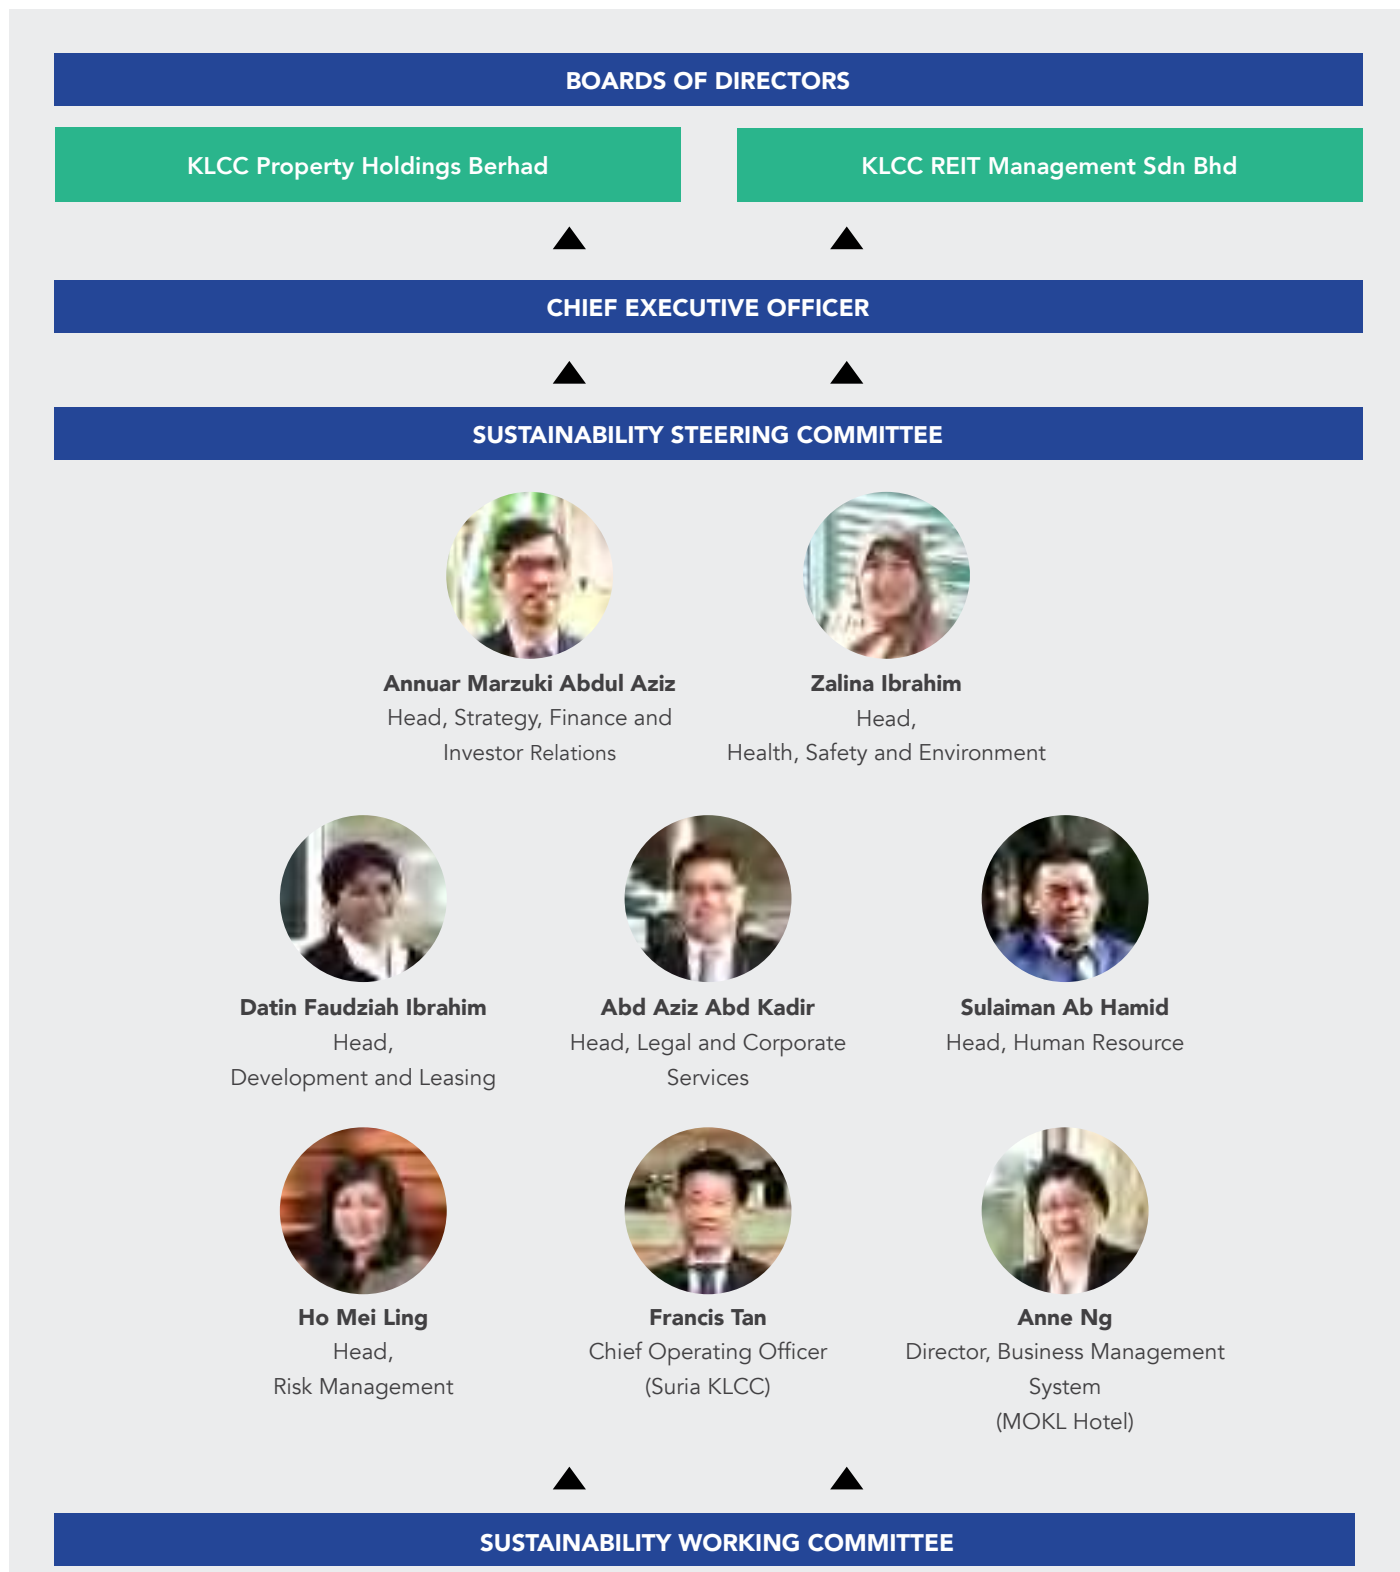 BOARDS OF DIRECTORS
KLCC Property Holdings Berhad
KLCC REIT Management Sdn Bhd
CHIEF EXECUTIVE OFFICER
SUSTAINABILITY STEERING COMMITTEE
Annuar Marzuki Abdul Aziz
Head, Strategy, Finance and
Investor Relations
Zalina Ibrahim
Head,
Health, Safety and Environment
Datin Faudziah Ibrahim
Head,
Development and Leasing
Abd Aziz Abd Kadir
Head, Legal and Corporate
Services
Sulaiman Ab Hamid
Head, Human Resource
Ho Mei Ling
Head,
Risk Management
Francis Tan
Chief Operating Officer
(Suria KLCC)
Anne Ng
Director, Business Management
System
(MOKL Hotel)
SUSTAINABILITY WORKING COMMITTEE